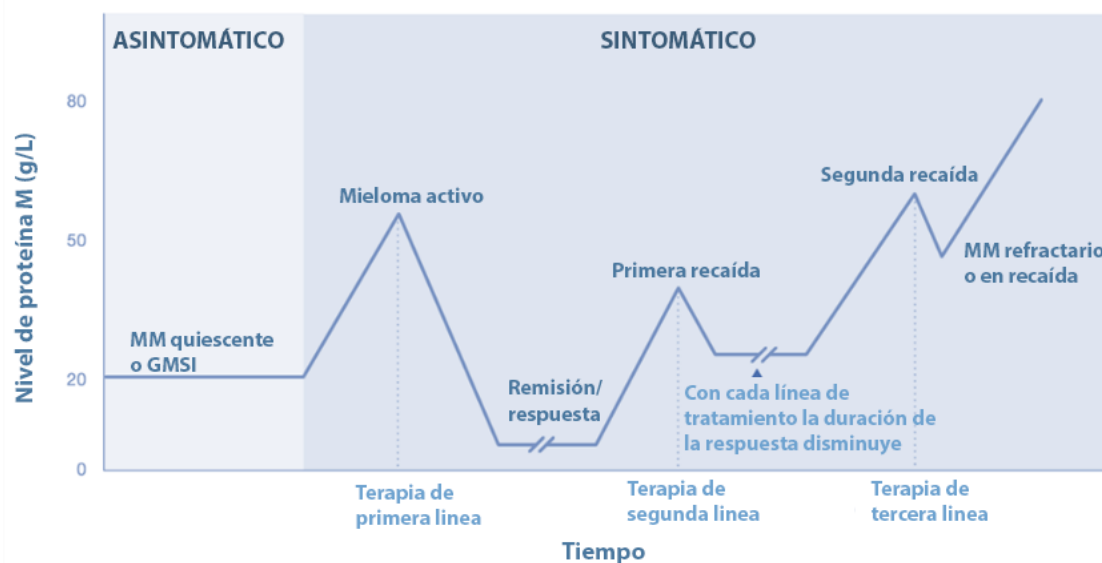 ASINTOMÁTICO
SINTOMÁTICO
Nivel de proteína M (g/L)
80
50
20
0
MM quiescente
o GMSI
Mieloma activo
Remisión/
respuesta
Primera recaída
Con cada línea de
tratamiento la duración de
la respuesta disminuye
Segunda recaída
MM refractario
o en recaída
Terapia de
primera linea
Terapia de
segunda linea
Terapia de
tercera linea
Tiempo